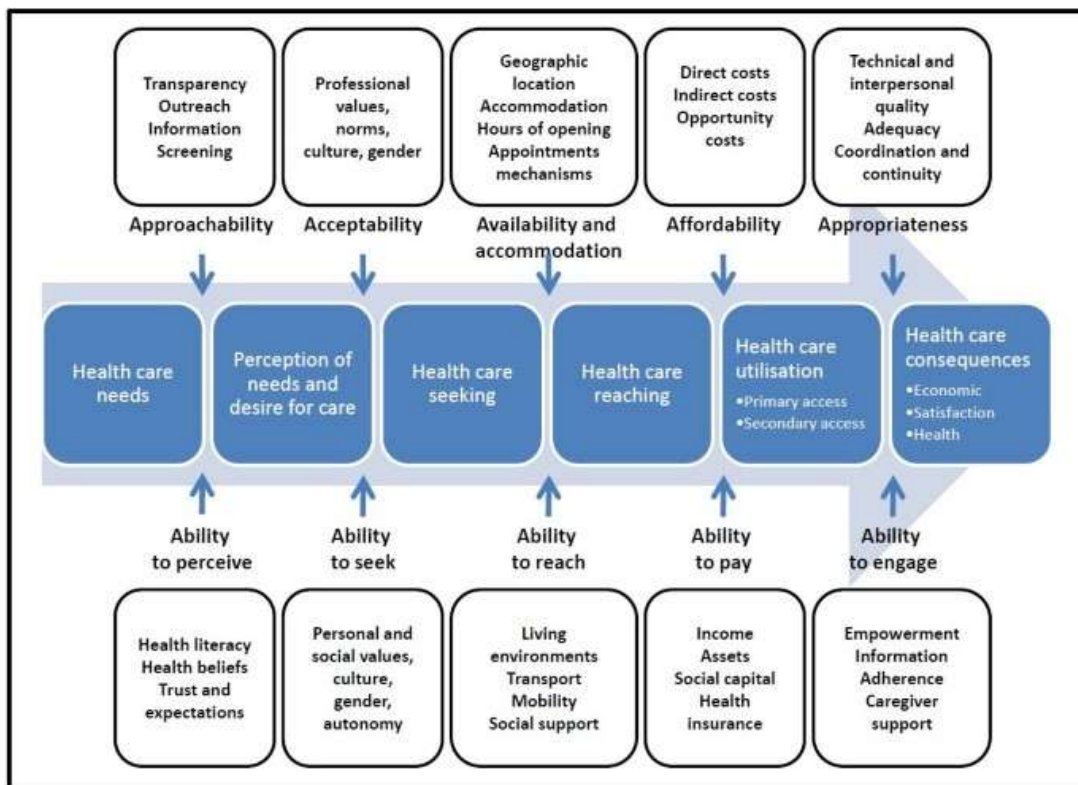 Transparency
Outreach
Information
Screening
Professional
values,
norms,
culture, gender
Geographic
location
Accommodation
Hours of opening
Appointments
mechanisms
Direct costs
Indirect costs
Opportunity
costs
Technical and
interpersonal
quality
Adequacy
Coordination and
continuity
Approachability
Acceptability
Availability and
accommodation
Affordability
Appropriateness
Health care
needs
Perception of
needs and
desire for care
Health care
seeking
Health care
reaching
Health care
utilisation
•Primary access
•Secondary access
Health care
consequences
•Economic
•Satisfaction
•Health
Ability
to perceive
Ability
to seek
Ability
to reach
Ability
to pay
Ability
to engage
Health literacy
Health beliefs
Trust and
expectations
Personal and
social values,
culture,
gender,
autonomy
Living
environments
Transport
Mobility
Social support
Income
Assets
Social capital
Health
insurance
Empowerment
Information
Adherence
Caregiver
support